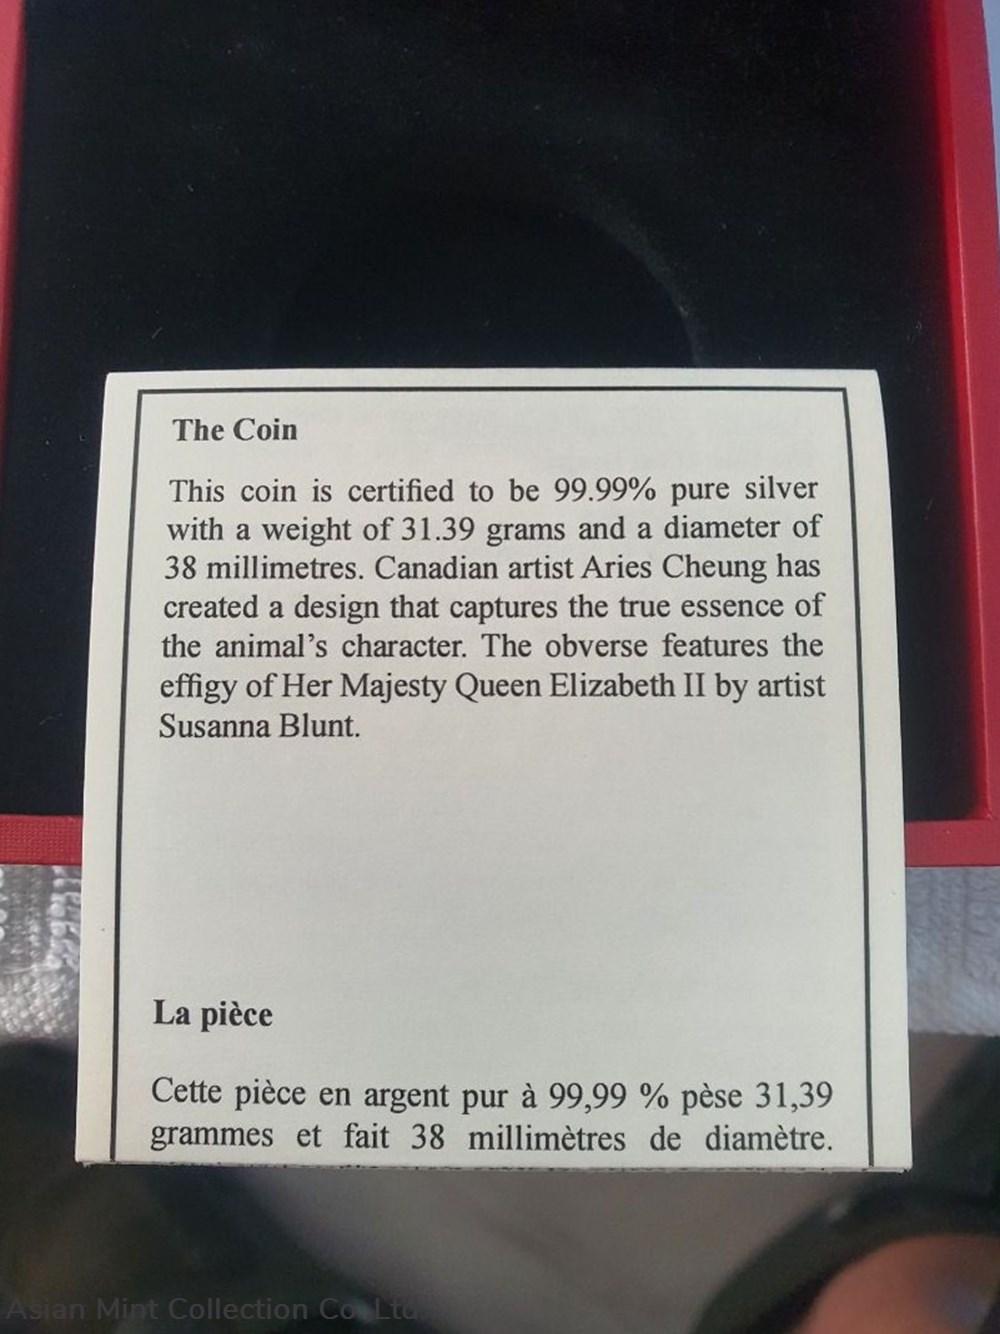 The Coin
This coin is certified to be 99.99% pure silver
with a weight of 31.39 grams and a diameter of
38 millimetres. Canadian artist Aries Cheung has
created a design that captures the true essence of
the animal's character. The obverse features the
effigy of Her Majesty Queen Elizabeth II by artist
Susanna Blunt.
La pièce
Cette pièce en argent pur à 99,99 % pèse 31,39
grammes et fait 38 millimètres de diamètre.
Asian Mint Collection Co.,Ltd.